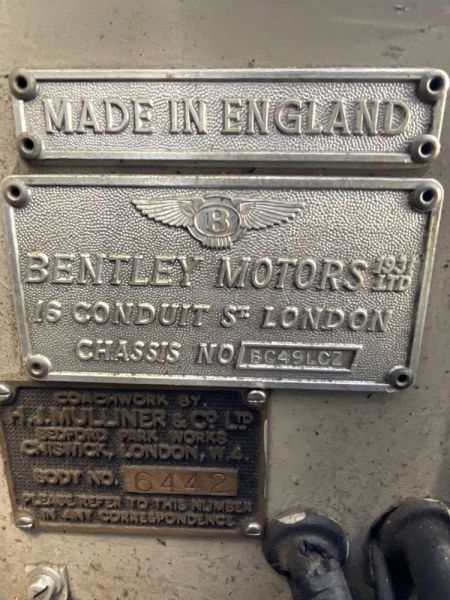 MADE IN ENGLAND
B
BENTLEY MOTORS 1931 LTD
16 CONDUIT ST. LONDON
CHASSIS NO BC49LCZ
COACHWORK BY.
H.J.MULLINER & CO. LTD
BEDFORD PARK WORKS
CHISWICK, LONDON, W.4.
BODY NO. 6442
PLEASE REFER TO THIS NUMBER
IN ANY CORRESPONDENCE